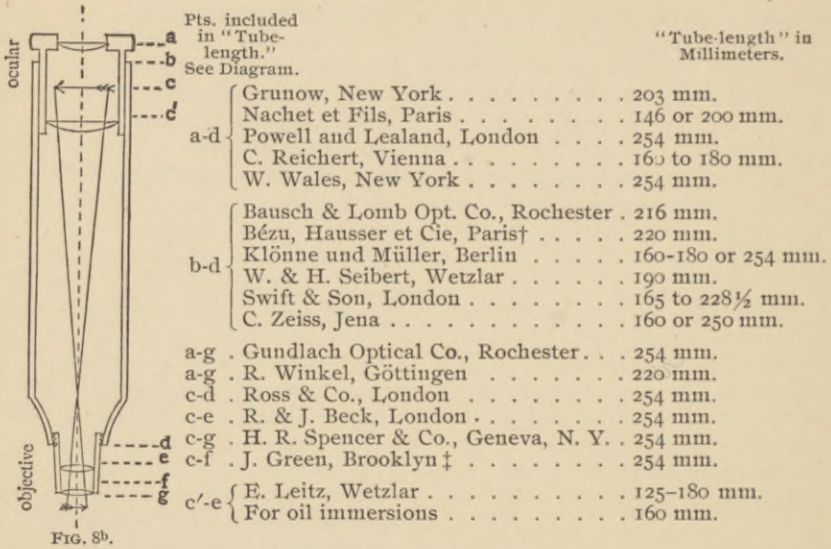 Pts. included
in "Tube-
length."
See Diagram.
"Tube-length" in
Millimeters.
ocular
a
b
c
c'
a-d
Grunow, New York . . . . . . . . . 203 mm.
Nachet et Fils, Paris . . . . . . . . 146 or 200 mm.
Powell and Lealand, London . . . . 254 mm.
C. Reichert, Vienna . . . . . . . . . 160 to 180 mm.
W. Wales, New York . . . . . . . . 254 mm.
b-d
Bausch & Lomb Opt. Co., Rochester . 216 mm.
Bézu, Hausser et Cie, Paris† . . . . . 220 mm.
Klönne und Müller, Berlin . . . . . 160-180 or 254 mm.
W. & H. Seibert, Wetzlar . . . . . . 190 mm.
Swift & Son, London . . . . . . . . 165 to 228½ mm.
C. Zeiss, Jena . . . . . . . . . . . . 160 or 250 mm.
a-g . Gundlach Optical Co., Rochester. . . 254 mm.
a-g . R. Winkel, Göttingen . . . . . . . 220 mm.
c-d . Ross & Co., London . . . . . . . 254 mm.
c-e . R. & J. Beck, London . . . . . . . 254 mm.
c-g . H. R. Spencer & Co., Geneva, N. Y. . 254 mm.
c-f . J. Green, Brooklyn ‡ . . . . . . . 254 mm.
c'-e
E. Leitz, Wetzlar . . . . . . . . . . 125-180 mm.
For oil immersions . . . . . . . . . 160 mm.
objective
d
e
f
g
FIG. 8b.